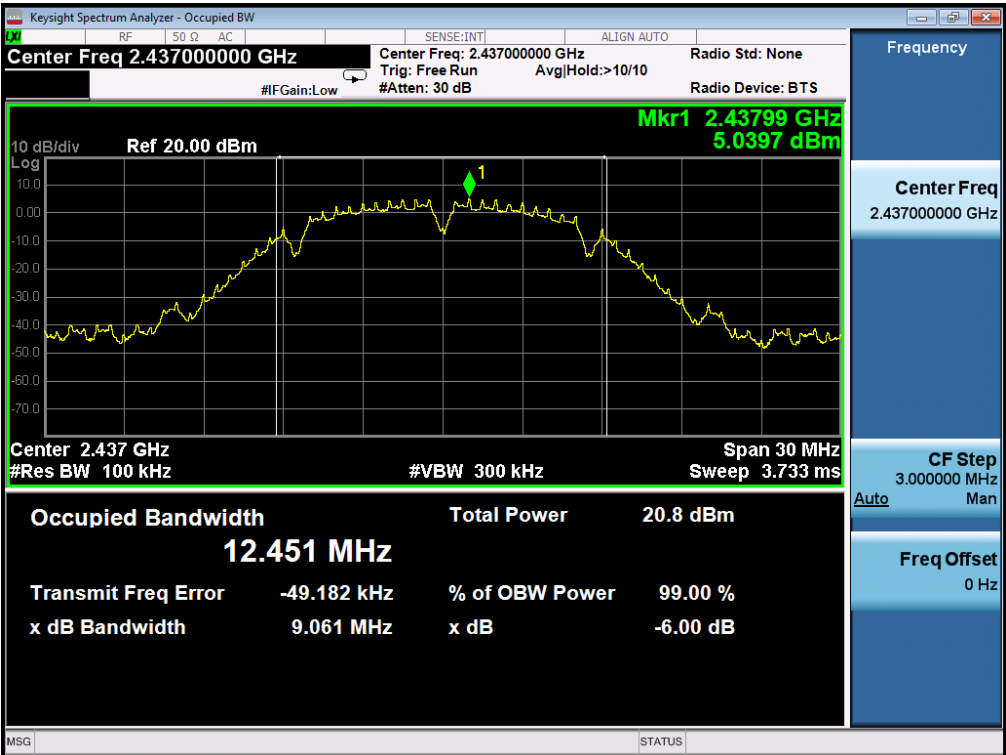 Keysight Spectrum Analyzer - Occupied BW
LXI RF 50 Ω AC SENSE:INT ALIGN AUTO
Center Freq 2.437000000 GHz
Center Freq: 2.437000000 GHz Radio Std: None
Trig: Free Run Avg|Hold:>10/10
#IFGain:Low #Atten: 30 dB Radio Device: BTS
Mkr1 2.43799 GHz
5.0397 dBm
10 dB/div Ref 20.00 dBm
Log
1
10.0
0.00
-10.0
-20.0
-30.0
-40.0
-50.0
-60.0
-70.0
Center 2.437 GHz Span 30 MHz
#Res BW 100 kHz #VBW 300 kHz Sweep 3.733 ms
Occupied Bandwidth Total Power 20.8 dBm
12.451 MHz
Transmit Freq Error -49.182 kHz % of OBW Power 99.00 %
x dB Bandwidth 9.061 MHz x dB -6.00 dB
MSG STATUS
Frequency
Center Freq
2.437000000 GHz
CF Step
3.000000 MHz
Auto Man
Freq Offset
0 Hz